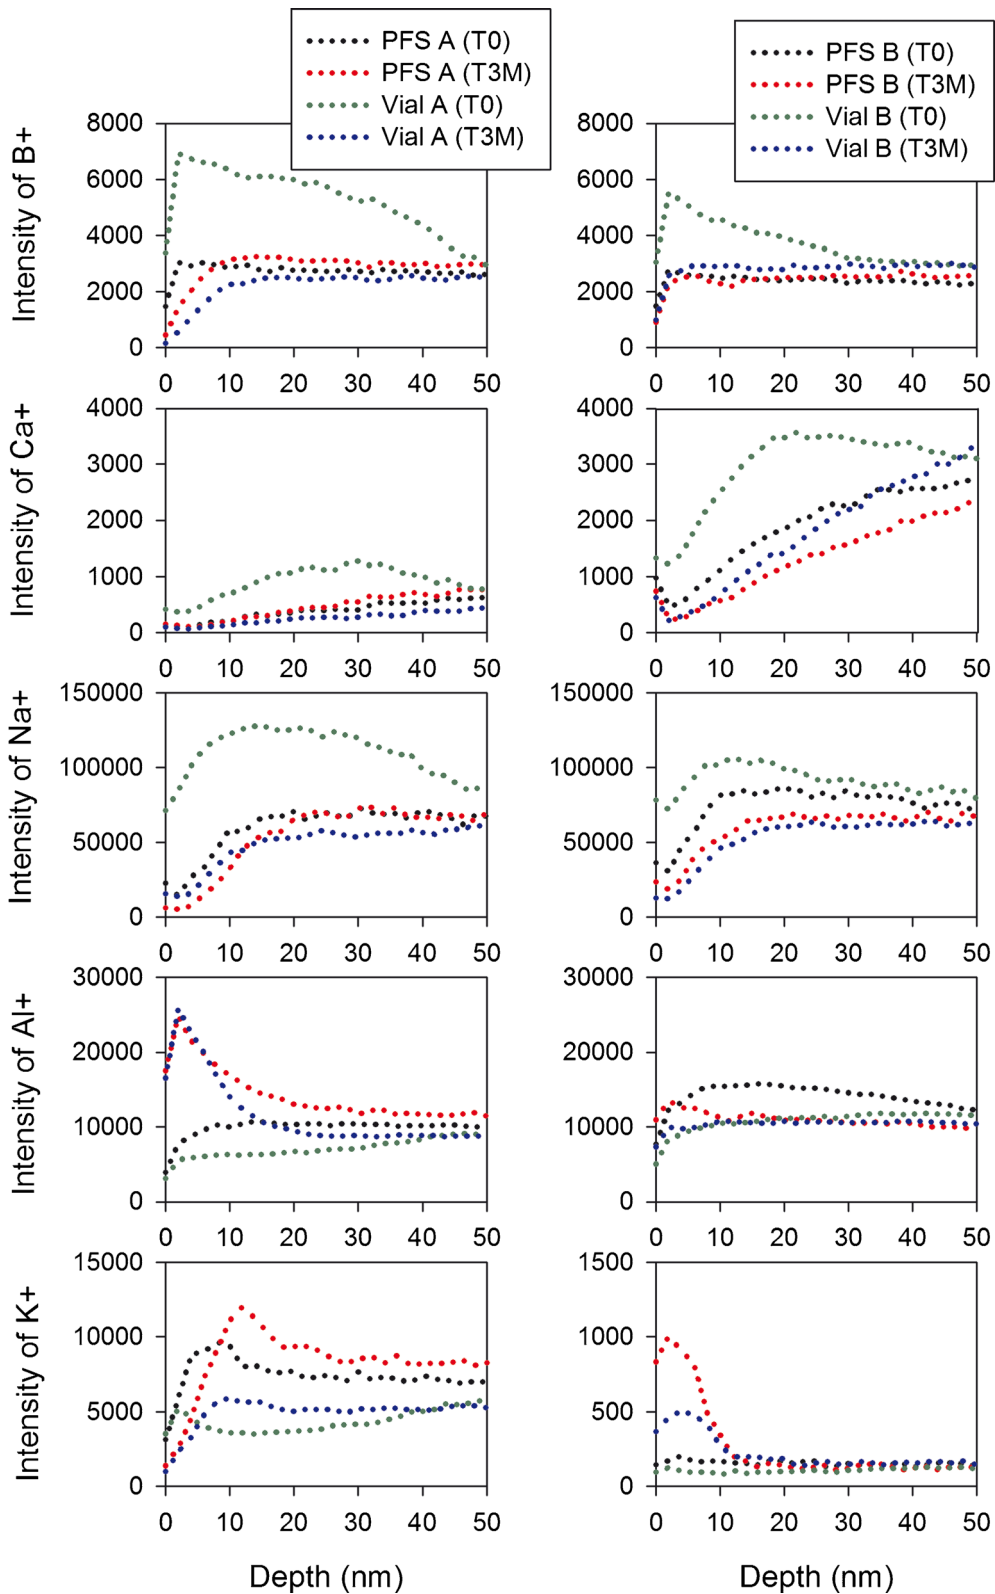 PFS A (T0)
PFS A (T3M)
Vial A (T0)
Vial A (T3M)
PFS B (T0)
PFS B (T3M)
Vial B (T0)
Vial B (T3M)
Intensity of B+
8000
6000
4000
2000
0
0 10 20 30 40 50
8000
6000
4000
2000
0
0 10 20 30 40 50
Intensity of Ca+
4000
3000
2000
1000
0
0 10 20 30 40 50
4000
3000
2000
1000
0
0 10 20 30 40 50
Intensity of Na+
150000
100000
50000
0
0 10 20 30 40 50
150000
100000
50000
0
0 10 20 30 40 50
Intensity of Al+
30000
20000
10000
0
0 10 20 30 40 50
30000
20000
10000
0
0 10 20 30 40 50
Intensity of K+
15000
10000
5000
0
0 10 20 30 40 50
1500
1000
500
0
0 10 20 30 40 50
Depth (nm)
Depth (nm)